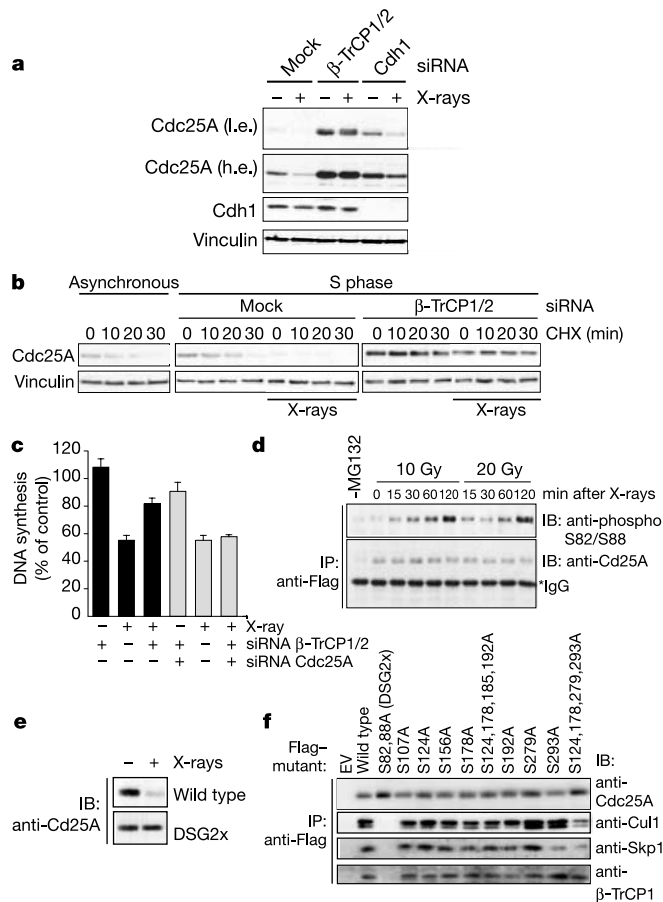 a
Mock β-TrCP1/2 Cdh1 siRNA
– + – + – + X-rays
Cdc25A (l.e.)
Cdc25A (h.e.)
Cdh1
Vinculin
b
Asynchronous S phase
Mock β-TrCP1/2 siRNA
0 10 20 30 0 10 20 30 0 10 20 30 0 10 20 30 0 10 20 30 CHX (min)
Cdc25A
Vinculin
X-rays X-rays
c
DNA synthesis
(% of control)
120
100
80
60
40
20
0
– + + – + + X-ray
+ – + + – + siRNA β-TrCP1/2
– – – + – + siRNA Cdc25A
d
-MG132
10 Gy 20 Gy
0 15 30 60 120 15 30 60 120 min after X-rays
IB: anti-phospho
S82/S88
IP:
anti-Flag
IB: anti-Cd25A
*IgG
e
– + X-rays
IB:
anti-Cd25A
Wild type
DSG2x
f
Flag-
mutant:
EV
Wild type
S82,88A (DSG2x)
S107A
S124A
S156A
S178A
S124,178,185,192A
S192A
S279A
S293A
S124,178,279,293A
IB:
anti-
Cdc25A
IP:
anti-Flag
anti-Cul1
anti-Skp1
anti-
β-TrCP1